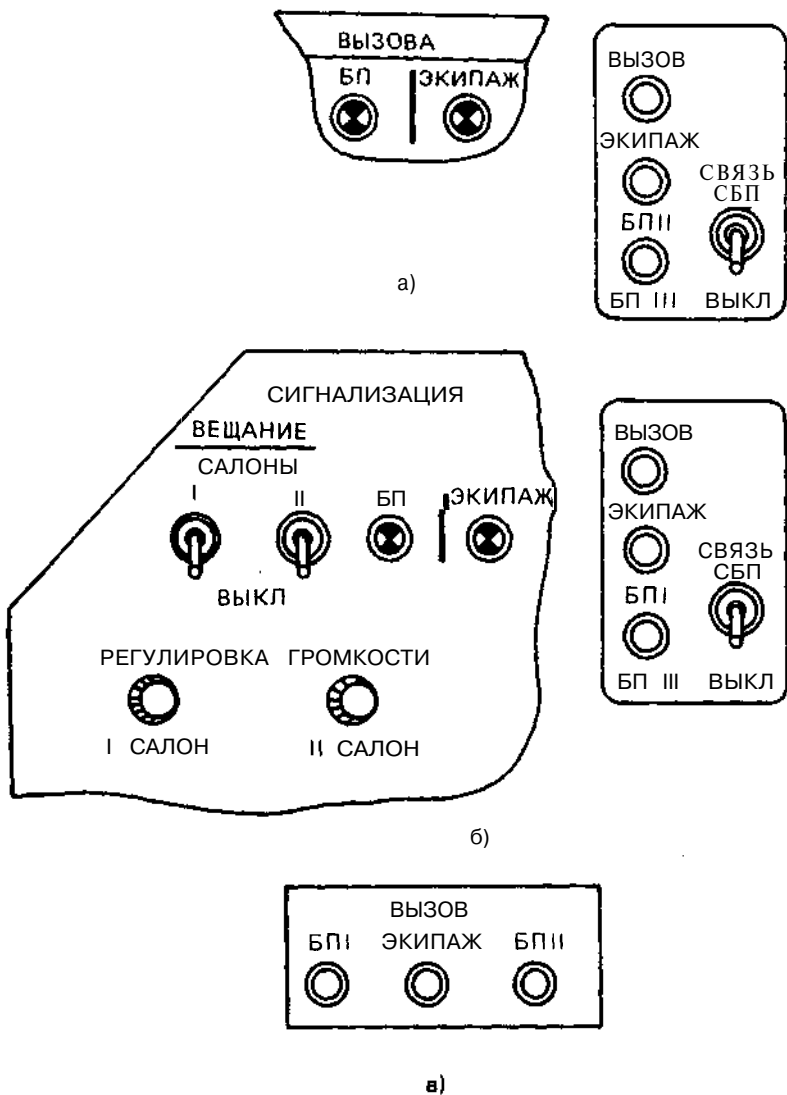 ВЫЗОВА
БП ЭКИПАЖ
ВЫЗОВ
ЭКИПАЖ
СВЯЗЬ
СБП
БП II
БП III ВЫКЛ
а)
СИГНАЛИЗАЦИЯ
ВЕЩАНИЕ
САЛОНЫ
I II БП ЭКИПАЖ
ВЫКЛ
РЕГУЛИРОВКА ГРОМКОСТИ
I САЛОН II САЛОН
ВЫЗОВ
ЭКИПАЖ
СВЯЗЬ
СБП
БП I
БП III ВЫКЛ
б)
ВЫЗОВ
БП I ЭКИПАЖ БП II
в)